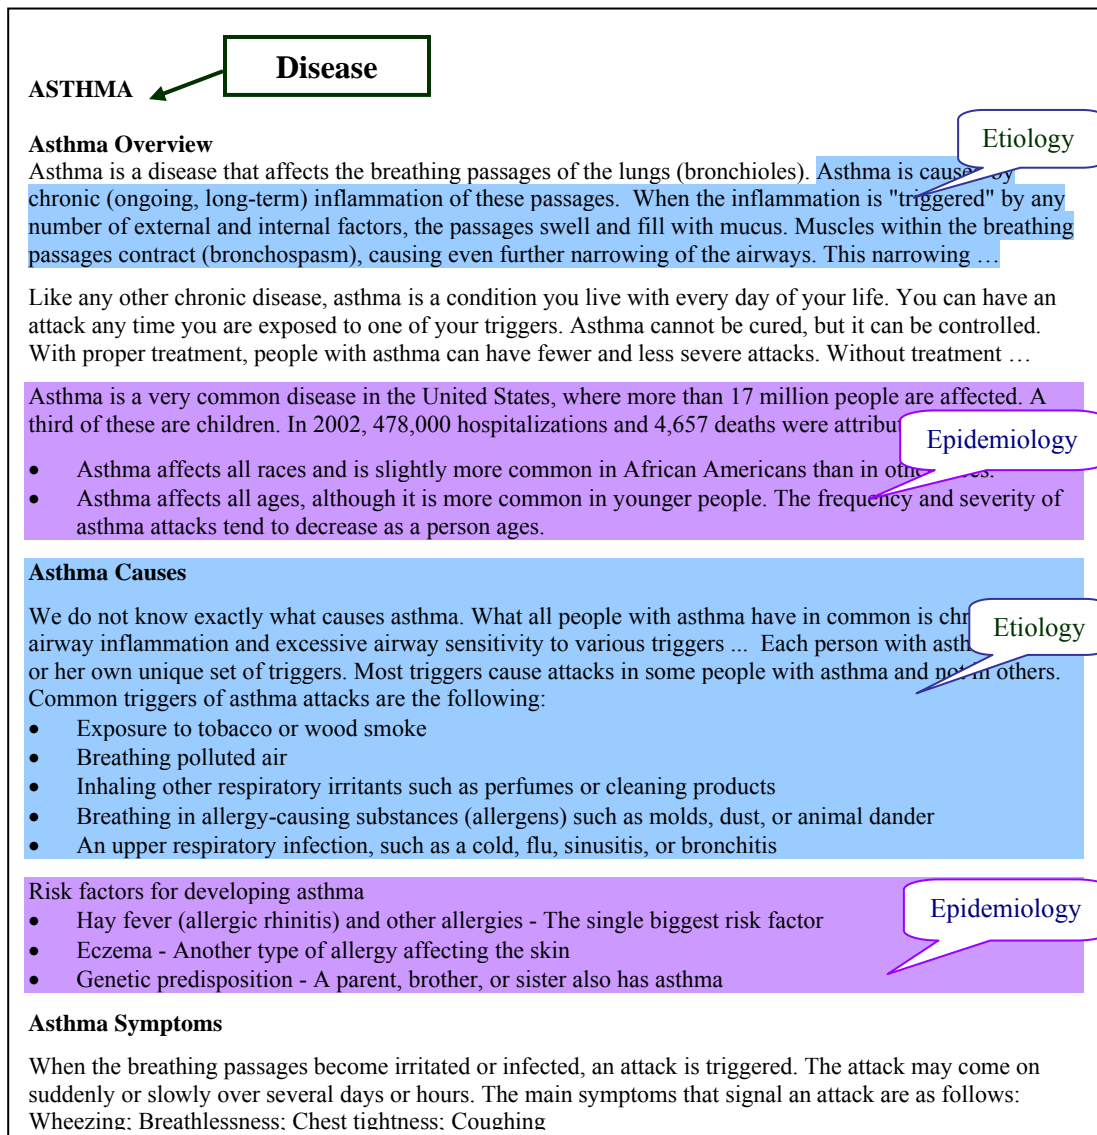 Disease
ASTHMA
Asthma Overview
Etiology
Asthma is a disease that affects the breathing passages of the lungs (bronchioles). Asthma is caused by
chronic (ongoing, long-term) inflammation of these passages.  When the inflammation is "triggered" by any
number of external and internal factors, the passages swell and fill with mucus. Muscles within the breathing
passages contract (bronchospasm), causing even further narrowing of the airways. This narrowing …
Like any other chronic disease, asthma is a condition you live with every day of your life. You can have an
attack any time you are exposed to one of your triggers. Asthma cannot be cured, but it can be controlled.
With proper treatment, people with asthma can have fewer and less severe attacks. Without treatment …
Asthma is a very common disease in the United States, where more than 17 million people are affected. A
third of these are children. In 2002, 478,000 hospitalizations and 4,657 deaths were
Epidemiology
• Asthma affects all races and is slightly more common in African Americans than in
• Asthma affects all ages, although it is more common in younger people. The frequency and severity of
asthma attacks tend to decrease as a person ages.
Asthma Causes
We do not know exactly what causes asthma. What all people with asthma have in common is
Etiology
airway inflammation and excessive airway sensitivity to various triggers ...  Each person with
or her own unique set of triggers. Most triggers cause attacks in some people with asthma and not in others.
Common triggers of asthma attacks are the following:
• Exposure to tobacco or wood smoke
• Breathing polluted air
• Inhaling other respiratory irritants such as perfumes or cleaning products
• Breathing in allergy-causing substances (allergens) such as molds, dust, or animal dander
• An upper respiratory infection, such as a cold, flu, sinusitis, or bronchitis
Risk factors for developing asthma
Epidemiology
• Hay fever (allergic rhinitis) and other allergies - The single biggest risk factor
• Eczema - Another type of allergy affecting the skin
• Genetic predisposition - A parent, brother, or sister also has asthma
Asthma Symptoms
When the breathing passages become irritated or infected, an attack is triggered. The attack may come on
suddenly or slowly over several days or hours. The main symptoms that signal an attack are as follows:
Wheezing; Breathlessness; Chest tightness; Coughing